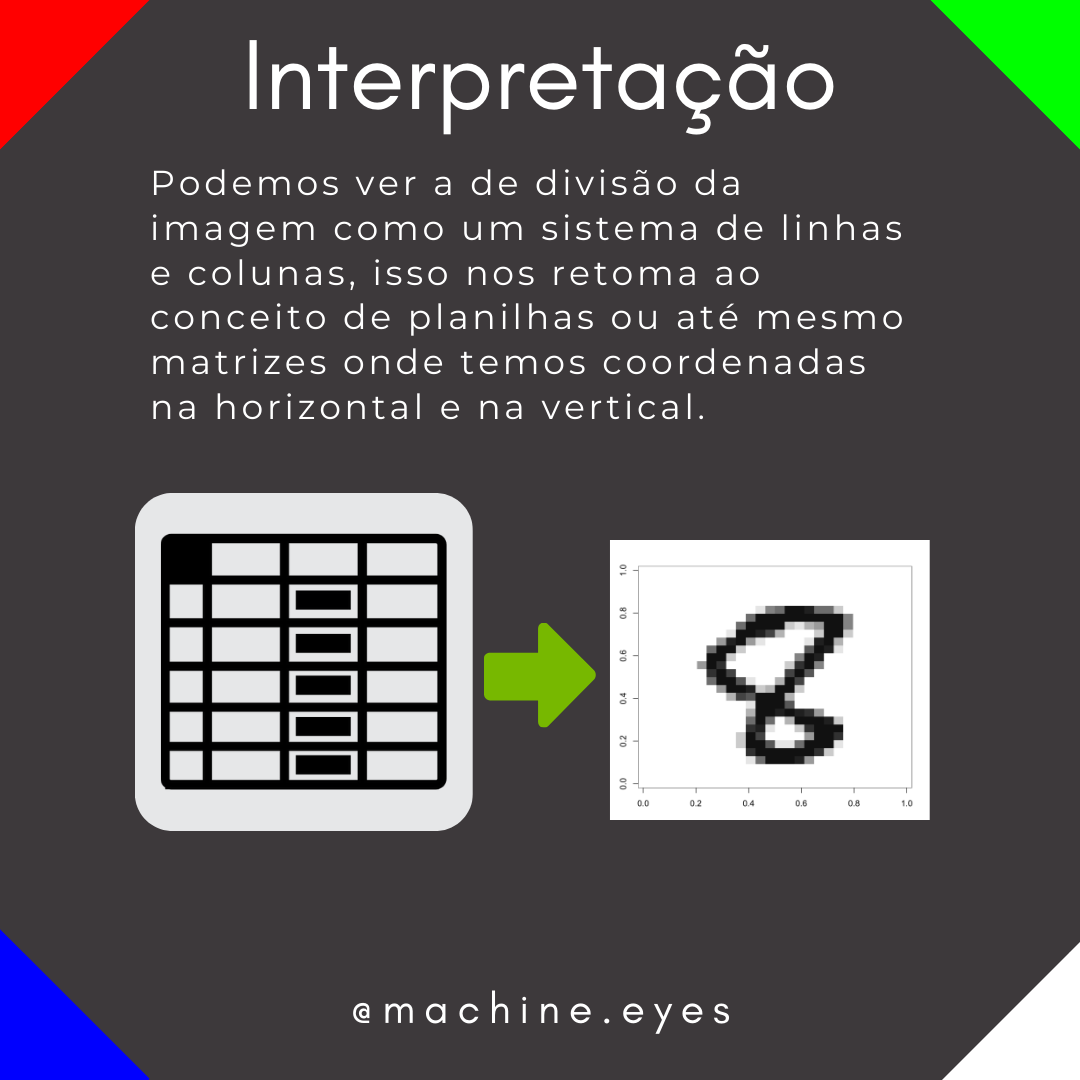 Interpretação
Podemos ver a de divisão da
imagem como um sistema de linhas
e colunas, isso nos retoma ao
conceito de planilhas ou até mesmo
matrizes onde temos coordenadas
na horizontal e na vertical.
1.0
0.8
0.6
0.4
0.2
0.0
0.0 0.2 0.4 0.6 0.8 1.0
@machine.eyes